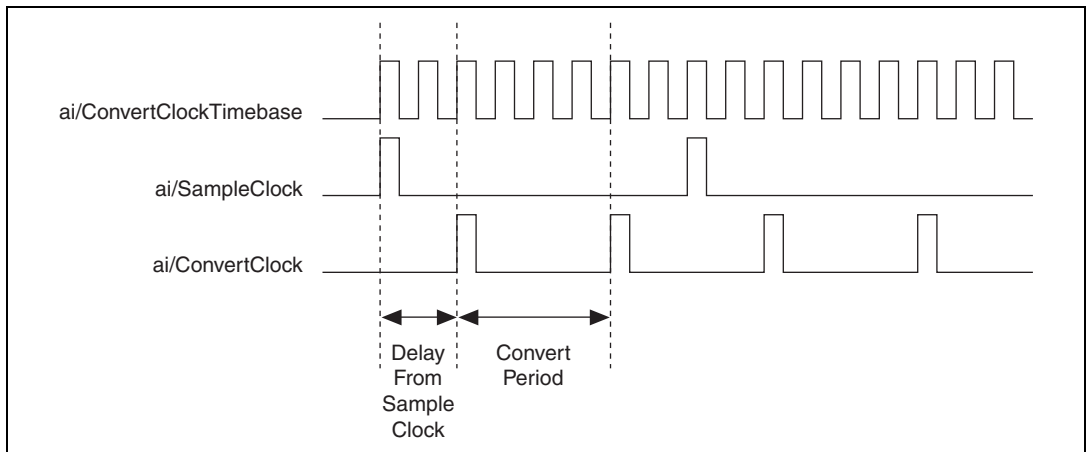 ai/ConvertClockTimebase
ai/SampleClock
ai/ConvertClock
Delay
From
Sample
Clock
Convert
Period